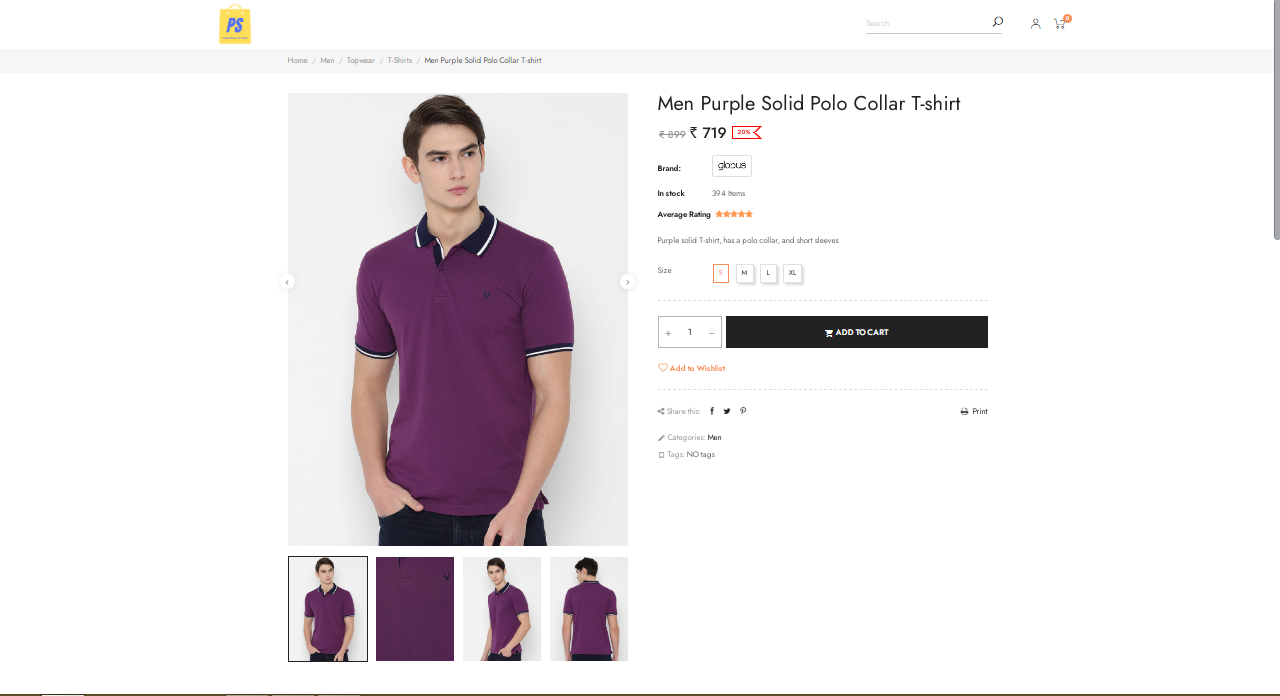 PS
Search
0
Home / Men / Topwear / T-Shirts / Men Purple Solid Polo Collar T-shirt
Men Purple Solid Polo Collar T-shirt
₹ 899 ₹ 719 20%
Brand: globus
In stock 394 Items
Average Rating
Purple solid T-shirt, has a polo collar, and short sleeves
Size S M L XL
+ 1 −
ADD TO CART
Add to Wishlist
Share this:
Print
Categories: Men
Tags: NO tags